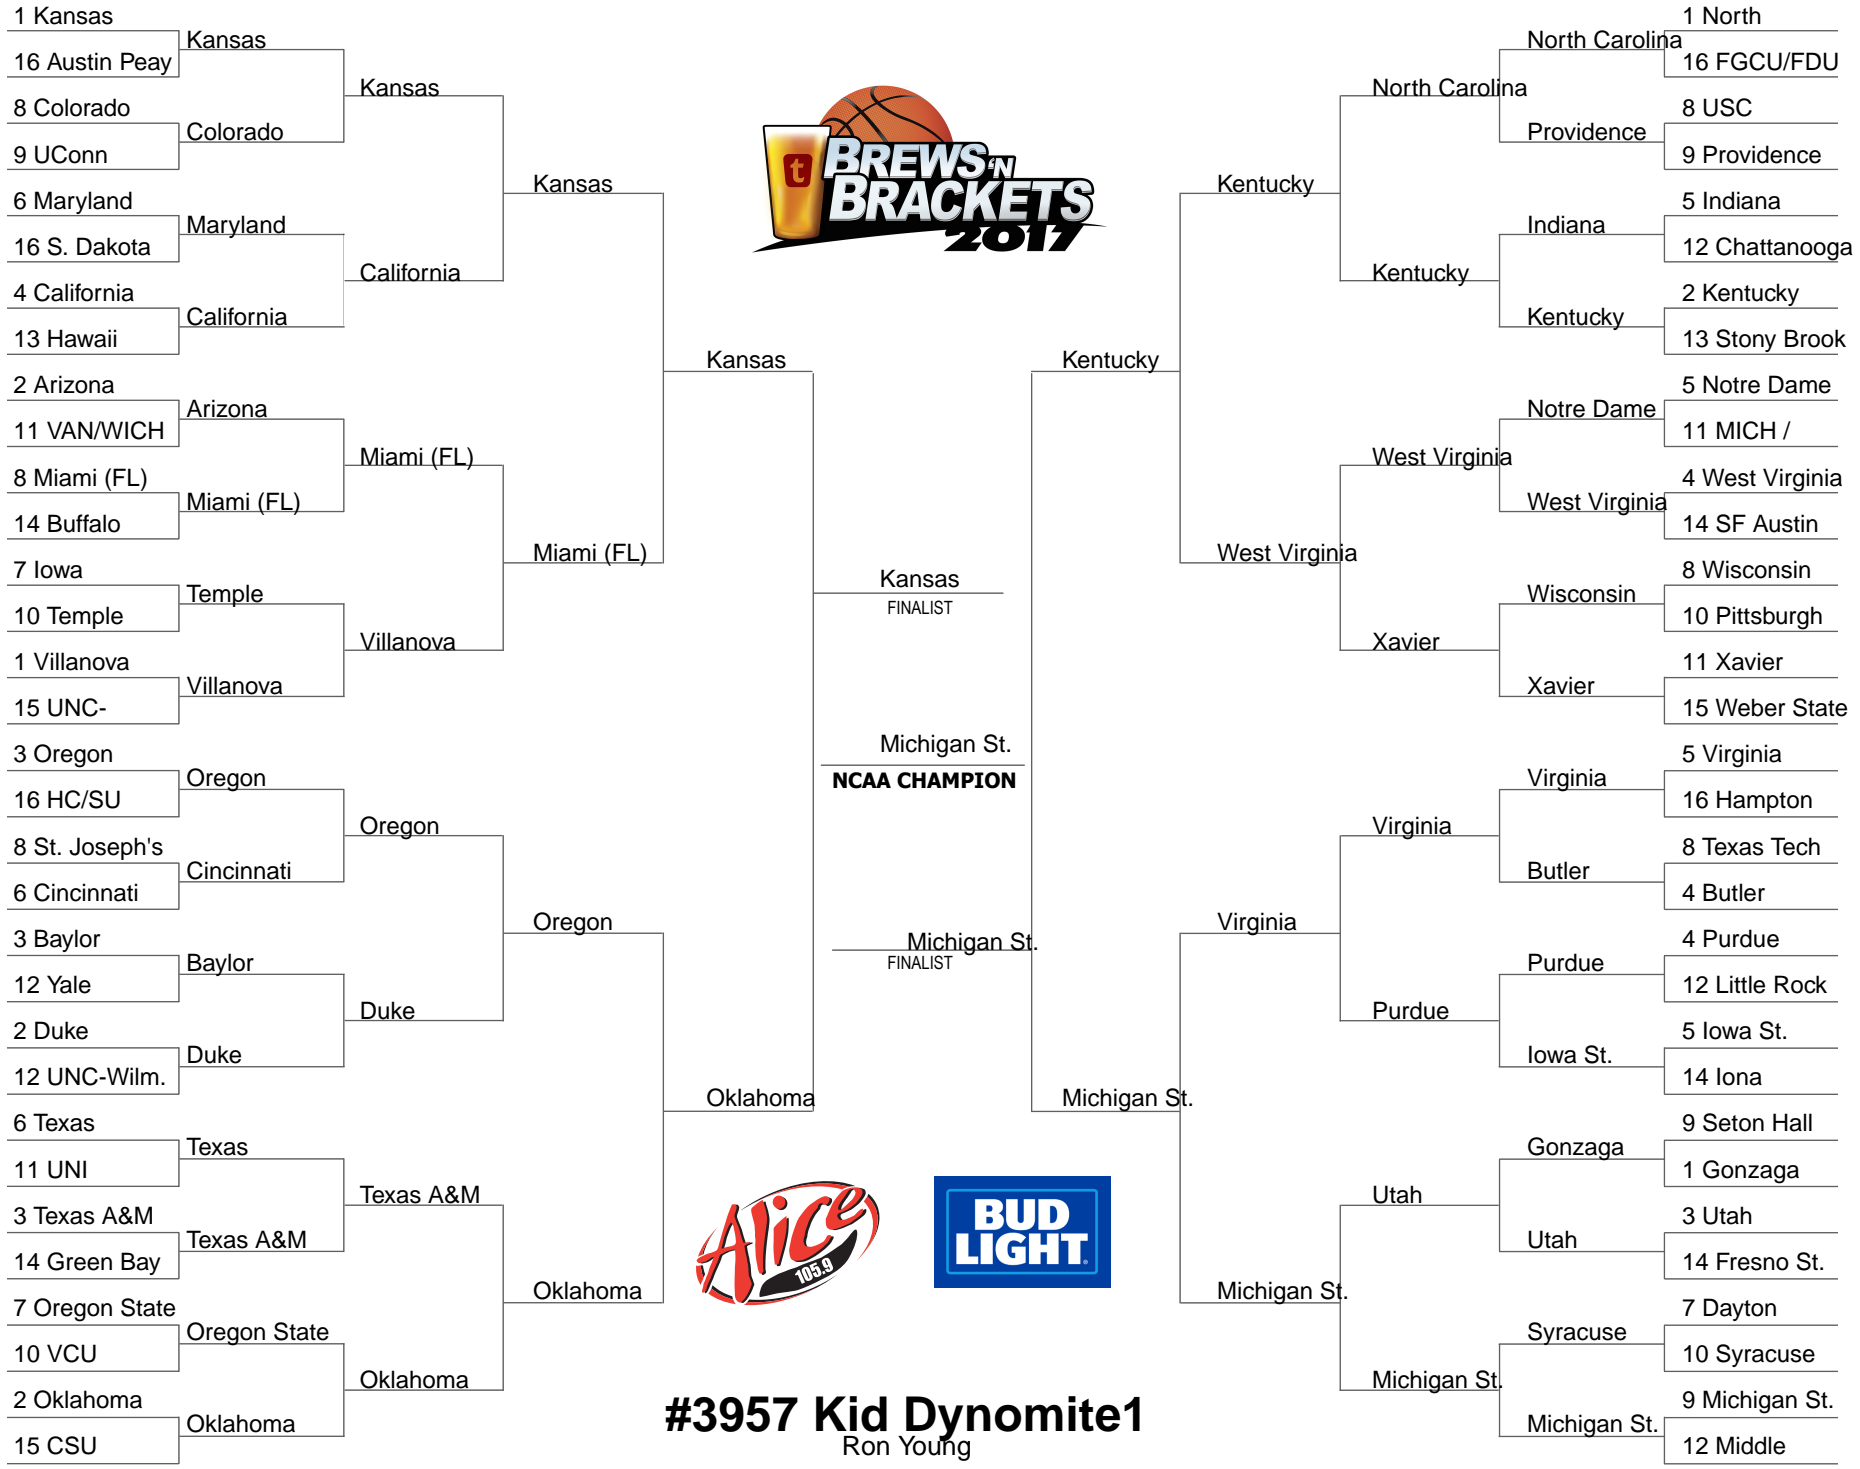 1 Kansas
16 Austin Peay
8 Colorado
9 UConn
6 Maryland
16 S. Dakota
4 California
13 Hawaii
2 Arizona
11 VAN/WICH
8 Miami (FL)
14 Buffalo
7 Iowa
10 Temple
1 Villanova
15 UNC-
3 Oregon
16 HC/SU
8 St. Joseph's
6 Cincinnati
3 Baylor
12 Yale
2 Duke
12 UNC-Wilm.
6 Texas
11 UNI
3 Texas A&M
14 Green Bay
7 Oregon State
10 VCU
2 Oklahoma
15 CSU
Kansas
Colorado
Maryland
California
Arizona
Miami (FL)
Temple
Villanova
Oregon
Cincinnati
Baylor
Duke
Texas
Texas A&M
Oregon State
Oklahoma
Kansas
California
Miami (FL)
Villanova
Oregon
Duke
Texas A&M
Oklahoma
Kansas
Miami (FL)
Oregon
Oklahoma
Kansas
Oklahoma
t
BREWS 'N
BRACKETS
2017
Kansas
FINALIST
Michigan St.
NCAA CHAMPION
Michigan St.
FINALIST
Alice
105.9
BUD
LIGHT
#3957 Kid Dynomite1
Ron Young
Kentucky
Michigan St.
Kentucky
West Virginia
Virginia
Michigan St.
North Carolina
Kentucky
West Virginia
Xavier
Virginia
Purdue
Utah
Michigan St.
North Carolina
Providence
Indiana
Kentucky
Notre Dame
West Virginia
Wisconsin
Xavier
Virginia
Butler
Purdue
Iowa St.
Gonzaga
Utah
Syracuse
Michigan St.
1 North
16 FGCU/FDU
8 USC
9 Providence
5 Indiana
12 Chattanooga
2 Kentucky
13 Stony Brook
5 Notre Dame
11 MICH /
4 West Virginia
14 SF Austin
8 Wisconsin
10 Pittsburgh
11 Xavier
15 Weber State
5 Virginia
16 Hampton
8 Texas Tech
4 Butler
4 Purdue
12 Little Rock
5 Iowa St.
14 Iona
9 Seton Hall
1 Gonzaga
3 Utah
14 Fresno St.
7 Dayton
10 Syracuse
9 Michigan St.
12 Middle